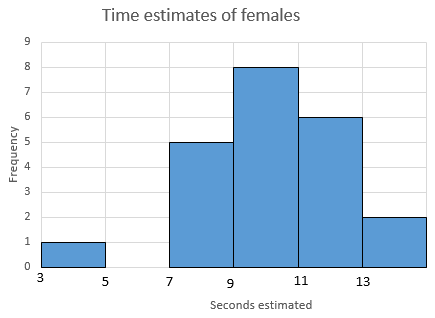 Time estimates of females
9
8
7
6
5
4
3
2
1
0
Frequency
3 5 7 9 11 13
Seconds estimated